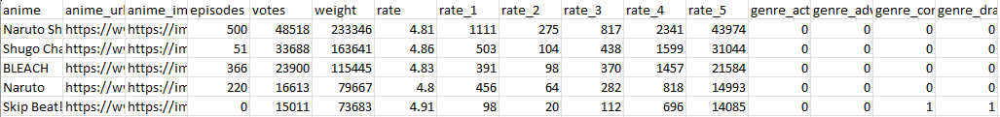 anime anime_url anime_im episodes votes weight rate rate_1 rate_2 rate_3 rate_4 rate_5 genre_act genre_adv genre_com genre_dra
Naruto Sh https://w https://im 500 48518 233346 4.81 1111 275 817 2341 43974 0 0 0 0
Shugo Cha https://w https://im 51 33688 163641 4.86 503 104 438 1599 31044 0 0 0 0
BLEACH https://w https://im 366 23900 115445 4.83 391 98 370 1457 21584 0 0 0 0
Naruto https://w https://im 220 16613 79667 4.8 456 64 282 818 14993 0 0 0 0
Skip Beat! https://w https://im 0 15011 73683 4.91 98 20 112 696 14085 0 0 1 1